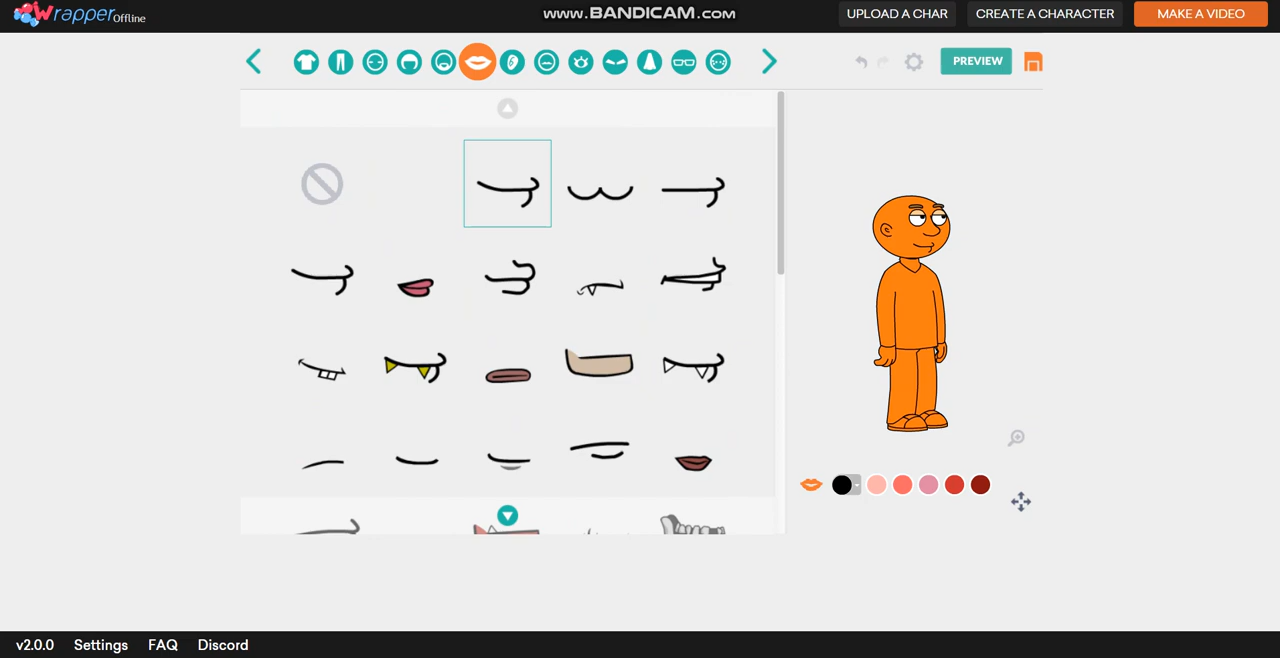 Wrapper Offline
www.BANDICAM.com
UPLOAD A CHAR
CREATE A CHARACTER
MAKE A VIDEO
PREVIEW
v2.0.0
Settings
FAQ
Discord